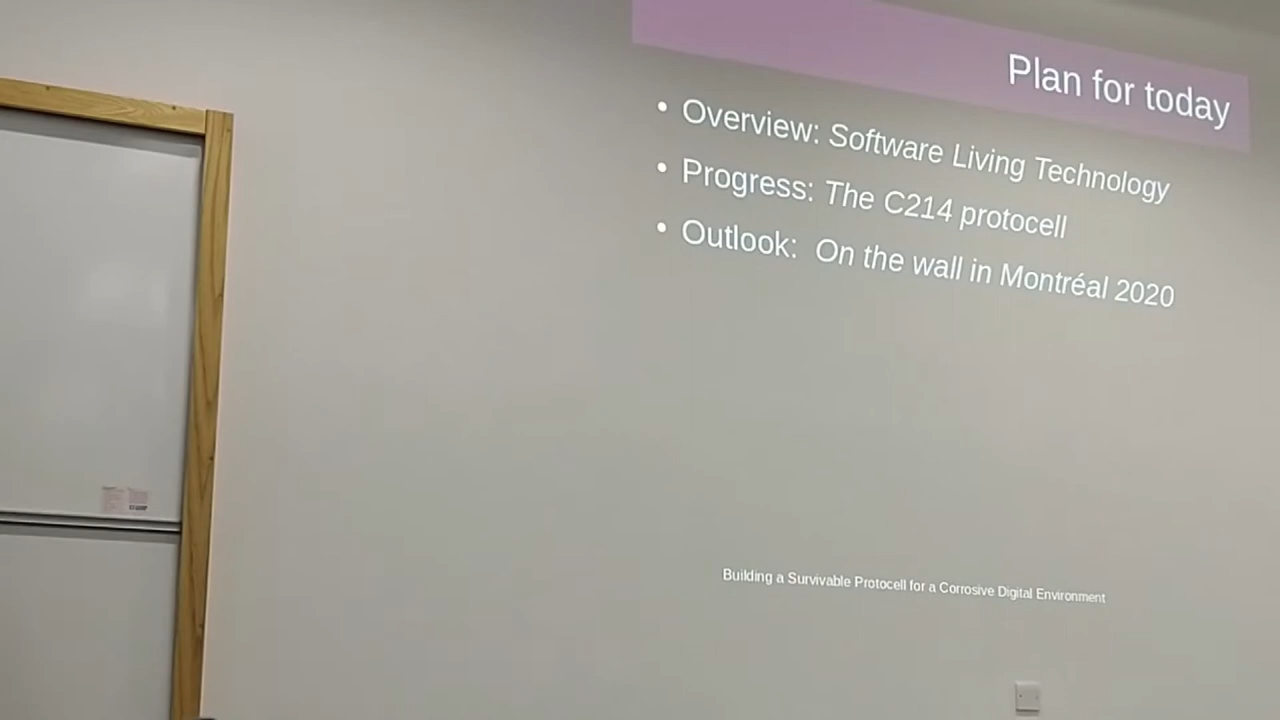 Plan for today
• Overview: Software Living Technology
• Progress: The C214 protocell
• Outlook: On the wall in Montréal 2020
Building a Survivable Protocell for a Corrosive Digital Environment